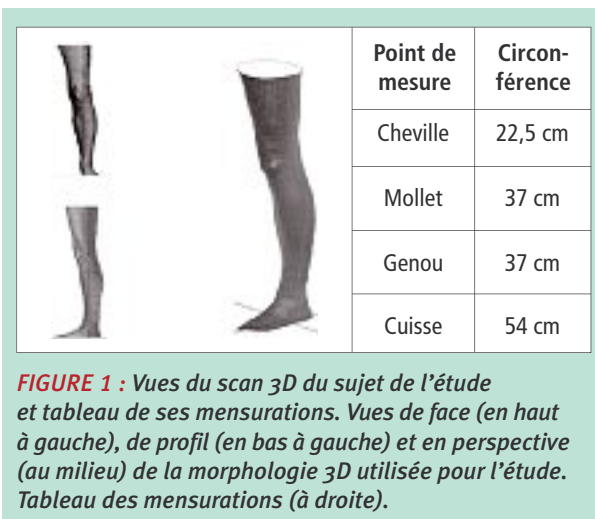 Point de mesure
Circon-férence
Cheville 22,5 cm
Mollet 37 cm
Genou 37 cm
Cuisse 54 cm
FIGURE 1 : Vues du scan 3D du sujet de l'étude
et tableau de ses mensurations. Vues de face (en haut
à gauche), de profil (en bas à gauche) et en perspective
(au milieu) de la morphologie 3D utilisée pour l'étude.
Tableau des mensurations (à droite).